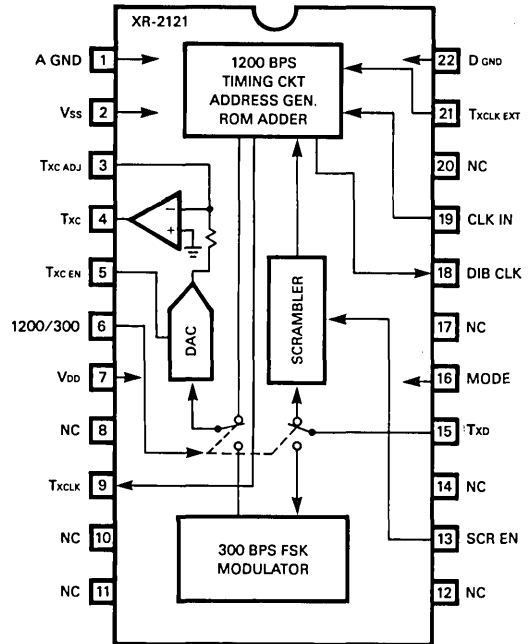 XR-2121
A GND 1
VSS 2
TXC ADJ 3
TXC 4
TXC EN 5
1200/300 6
VDD 7
NC 8
TXCLK 9
NC 10
NC 11
1200 BPS
TIMING CKT
ADDRESS GEN.
ROM ADDER
-
+
DAC
SCRAMBLER
300 BPS FSK
MODULATOR
22 D GND
21 TXCLK EXT
20 NC
19 CLK IN
18 DIB CLK
17 NC
16 MODE
15 TXD
14 NC
13 SCR EN
12 NC